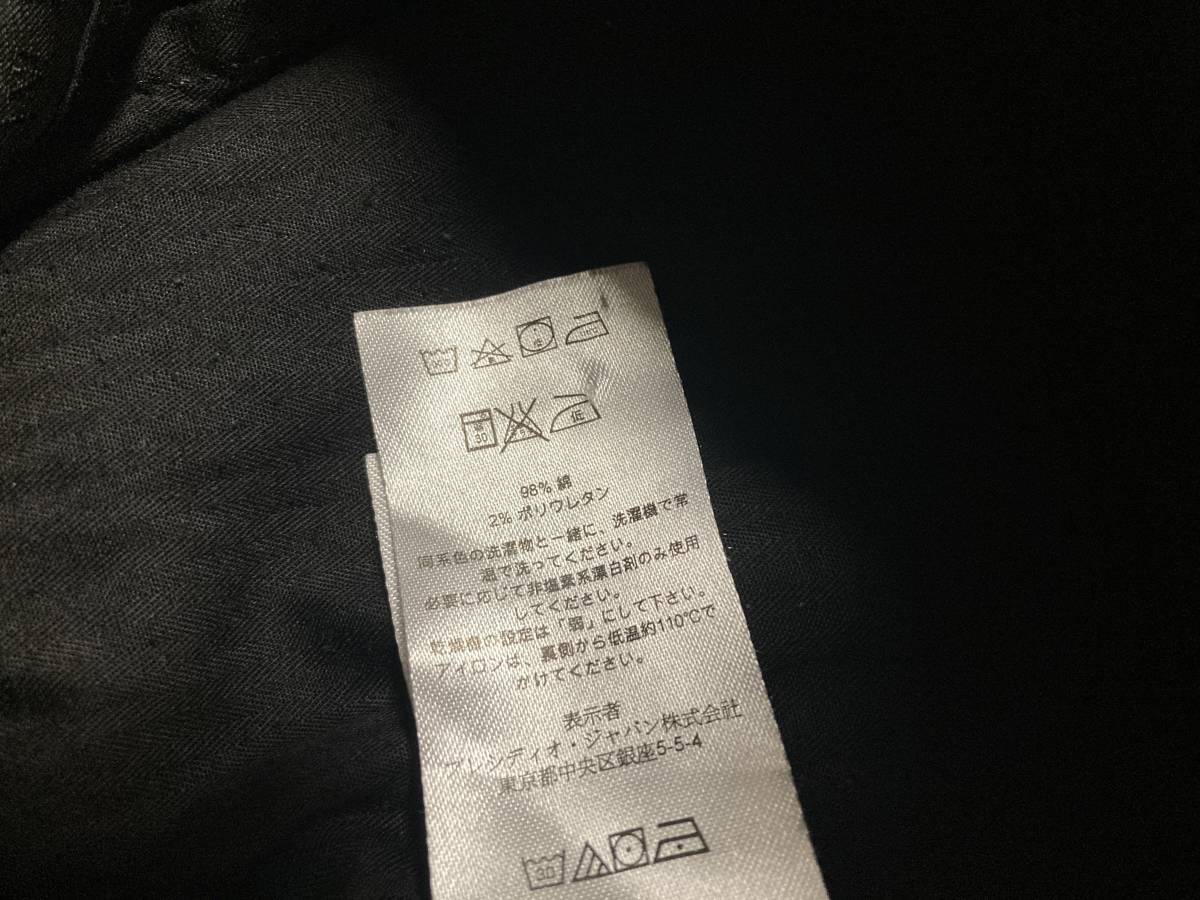 30
低
98% 綿
2% ポリウレタン
同系色の洗濯物と一緒に、洗濯機で常
温で洗ってください。
必要に応じて非塩素系漂白剤のみ使用
してください。
乾燥機の設定は「弱」にして下さい。
アイロンは、裏側から低温約110℃で
かけてください。
表示者
プレシディオ・ジャパン株式会社
東京都中央区銀座5-5-4
30